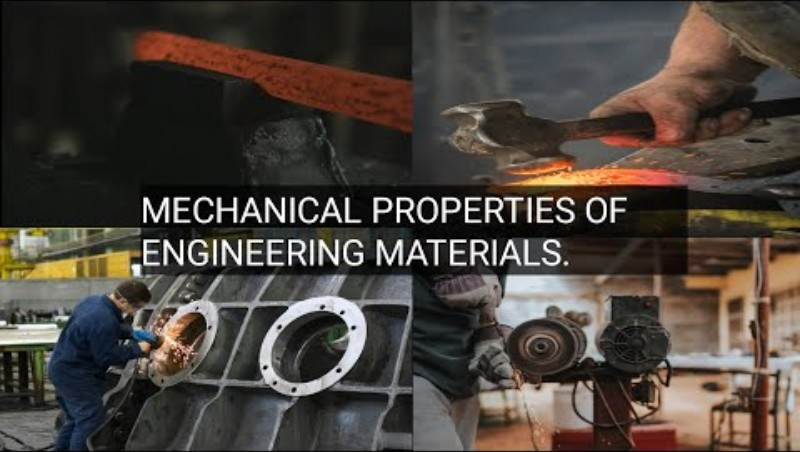 MECHANICAL PROPERTIES OF
ENGINEERING MATERIALS.